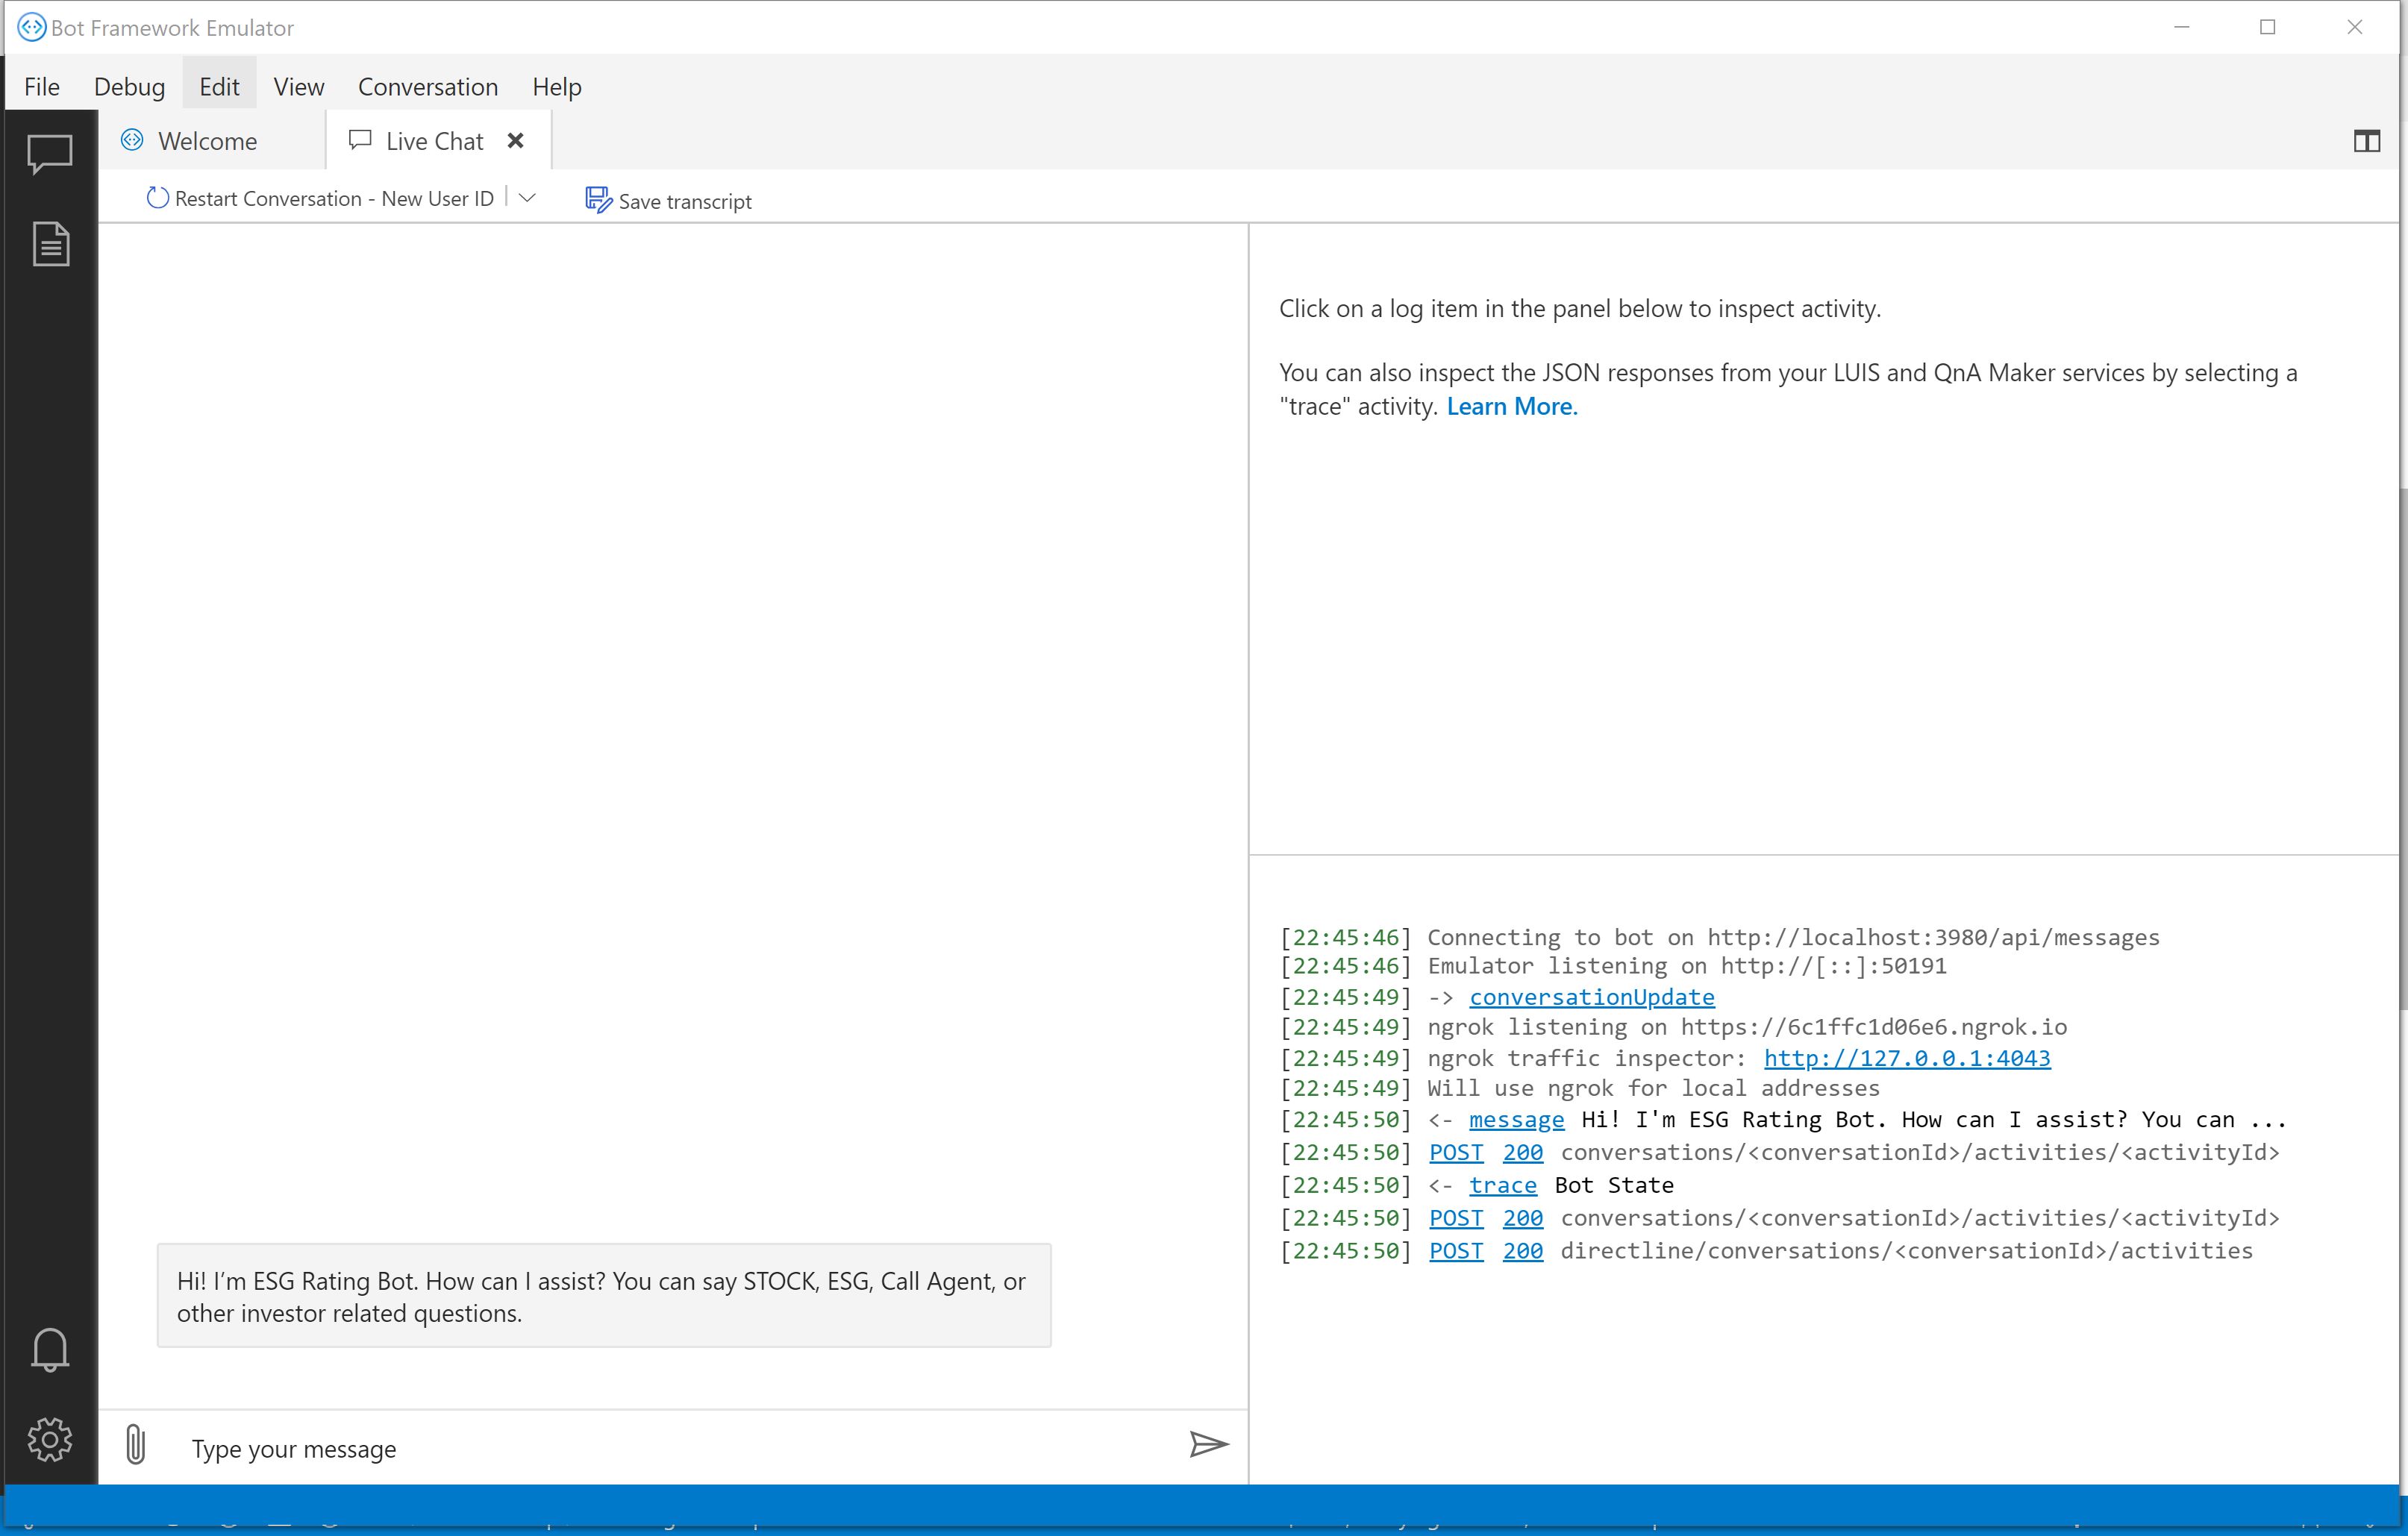 Bot Framework Emulator
File Debug Edit View Conversation Help
Welcome
Live Chat
Restart Conversation - New User ID
Save transcript
Click on a log item in the panel below to inspect activity.
You can also inspect the JSON responses from your LUIS and QnA Maker services by selecting a
"trace" activity. Learn More.
[22:45:46] Connecting to bot on http://localhost:3980/api/messages
[22:45:46] Emulator listening on http://[::]:50191
[22:45:49] -> conversationUpdate
[22:45:49] ngrok listening on https://6c1ffc1d06e6.ngrok.io
[22:45:49] ngrok traffic inspector: http://127.0.0.1:4043
[22:45:49] Will use ngrok for local addresses
[22:45:50] <- message Hi! I'm ESG Rating Bot. How can I assist? You can ...
[22:45:50] POST 200 conversations/<conversationId>/activities/<activityId>
[22:45:50] <- trace Bot State
[22:45:50] POST 200 conversations/<conversationId>/activities/<activityId>
[22:45:50] POST 200 directline/conversations/<conversationId>/activities
Hi! I’m ESG Rating Bot. How can I assist? You can say STOCK, ESG, Call Agent, or
other investor related questions.
Type your message